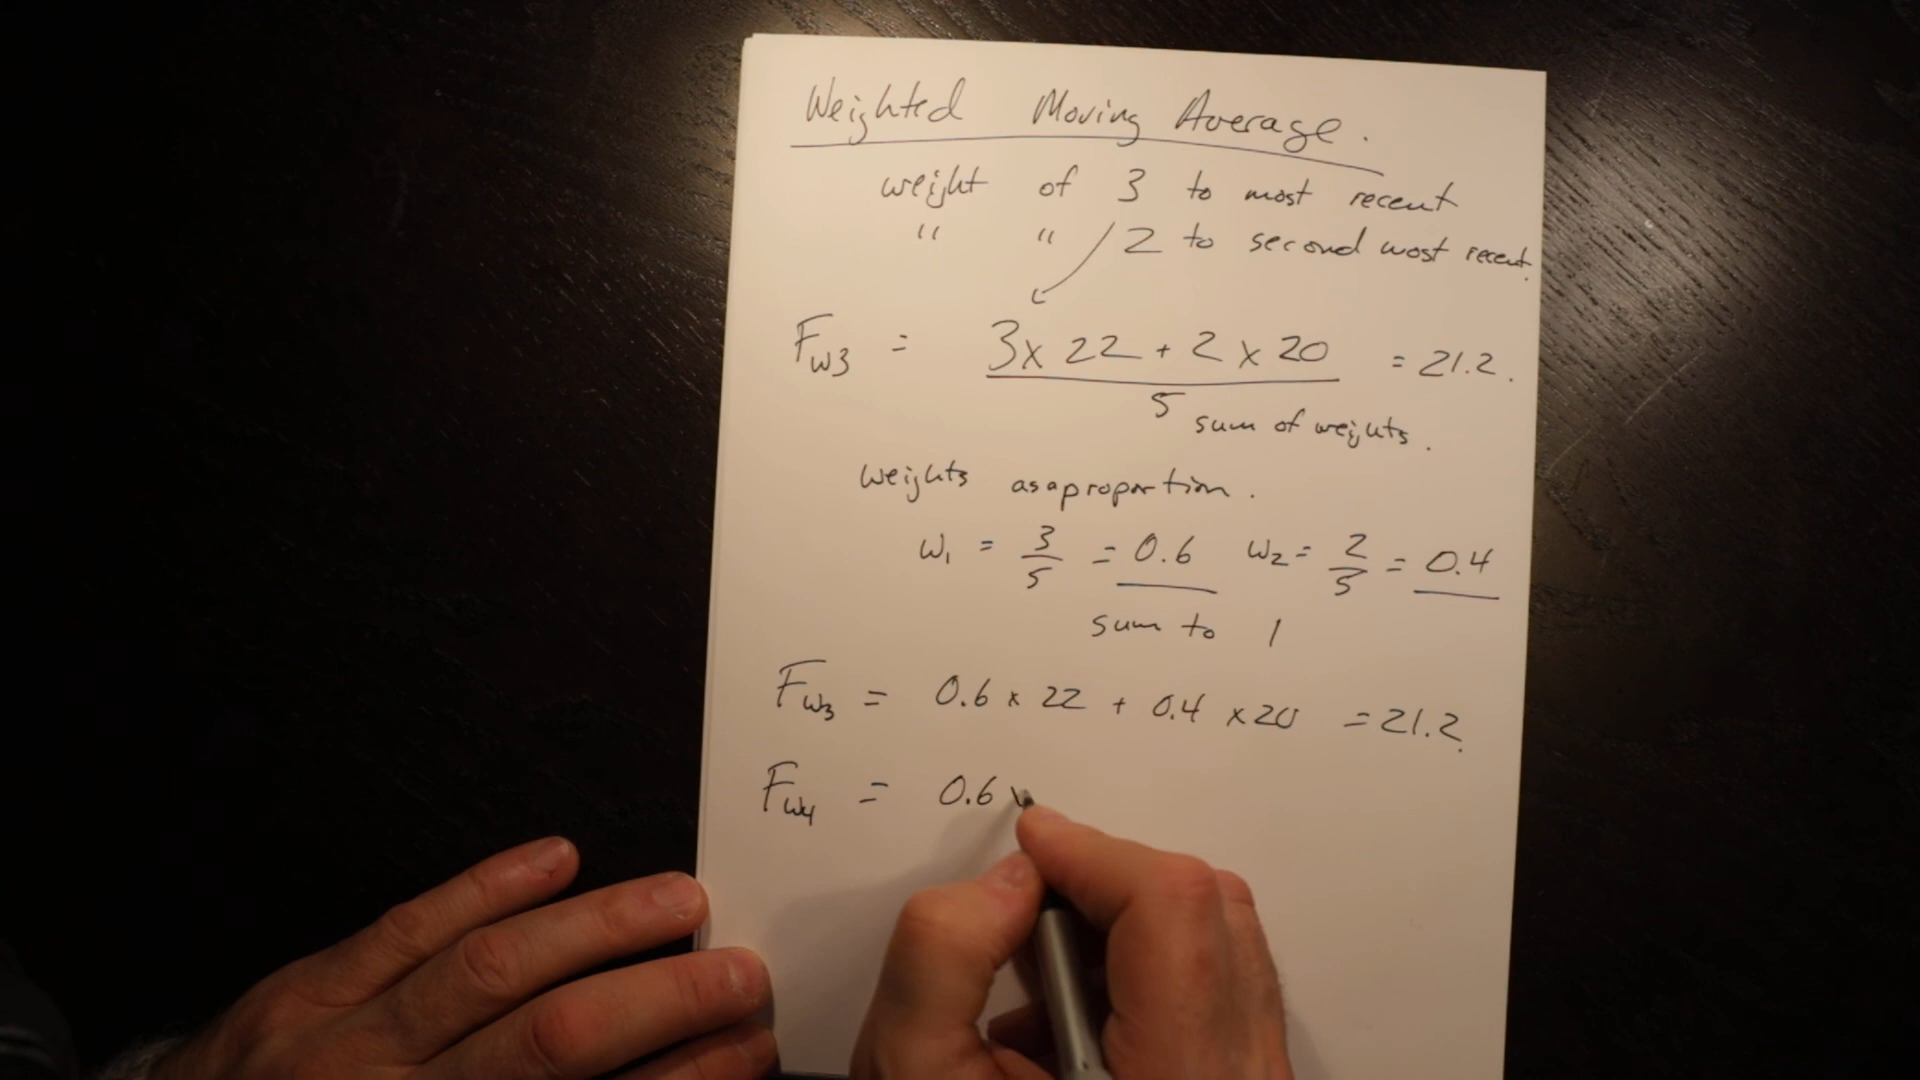 Weighted Moving Average.
weight of 3 to most recent
" " 2 to second most recent.
Fw3 = 3 x 22 + 2 x 20 = 21.2.
5 sum of weights.
Weights as a proportion.
w1 = 3/5 = 0.6 w2 = 2/5 = 0.4
sum to 1
Fw3 = 0.6 x 22 + 0.4 x 20 = 21.2.
Fw4 = 0.6